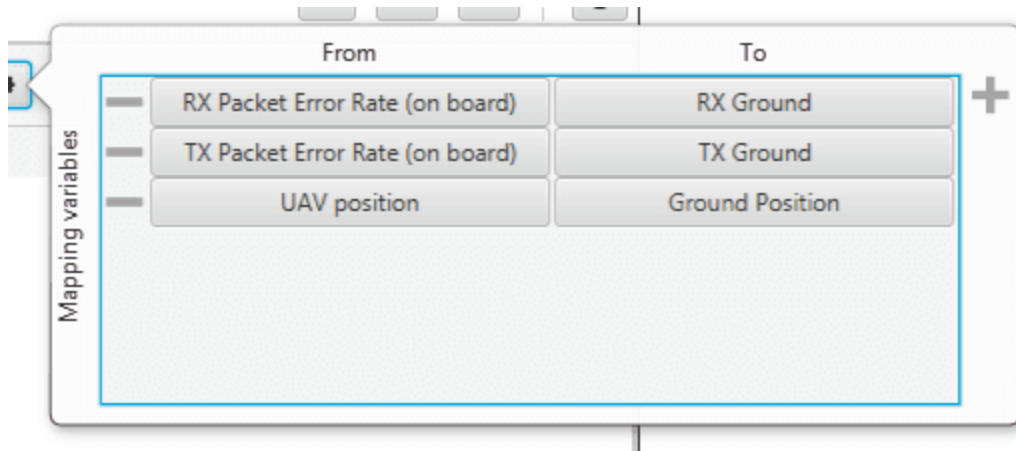 From To
Mapping variables
RX Packet Error Rate (on board) RX Ground
TX Packet Error Rate (on board) TX Ground
UAV position Ground Position